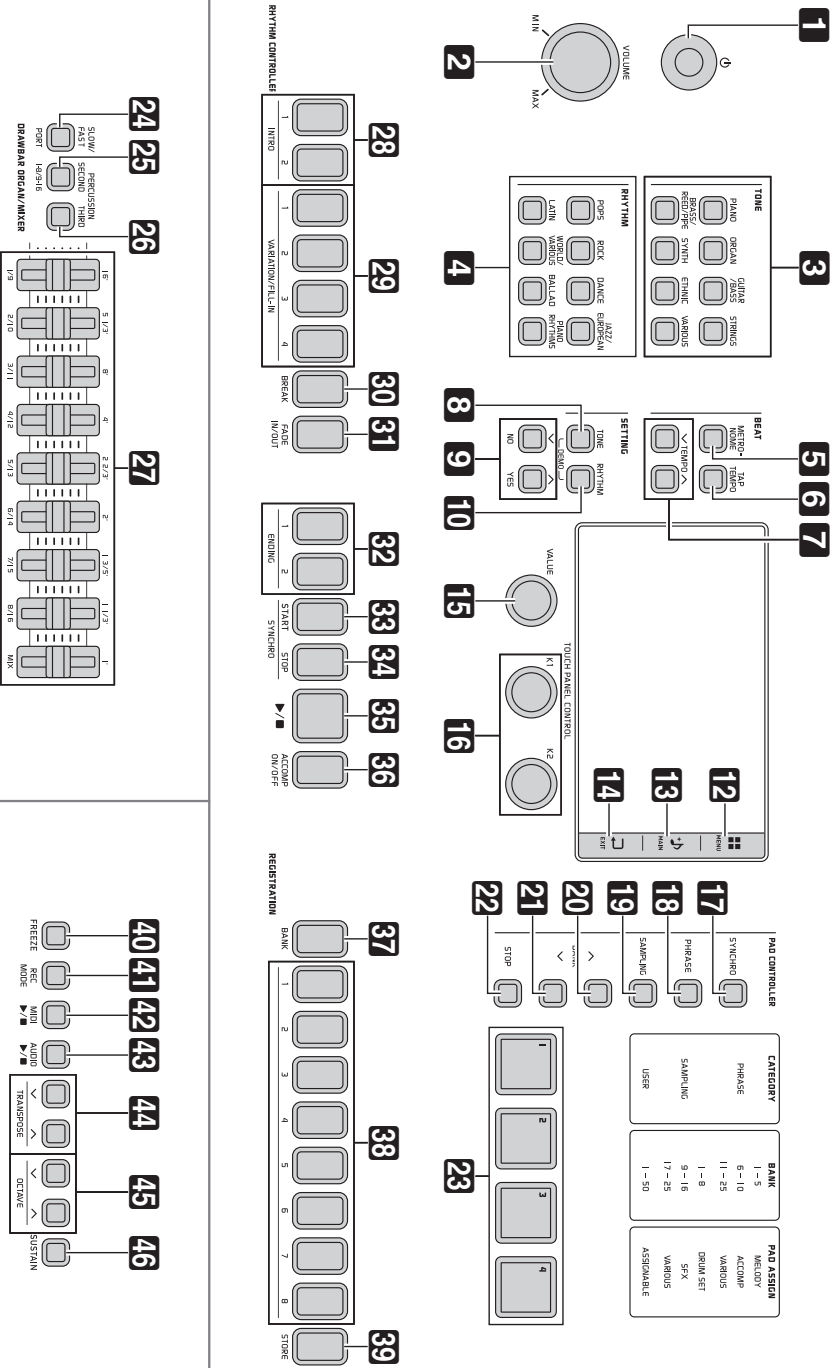 1
2
MIN
VOLUME
MAX
3
TONE
PIANO
ORGAN
GUITAR
/BASS
STRINGS
BRASS/
REED/PIPE
SYNTH
ETHNIC
VARIOUS
4
RHYTHM
POPS
ROCK
DANCE
JAZZ/
EUROPEAN
LATIN
WORLD/
VARIOUS
BALLAD
PIANO
RHYTHMS
5
6
7
BEAT
METRO-
NOME
TAP
TEMPO
TEMPO
SETTING
TONE
RHYTHM
DEMO
NO
YES
8
9
10
12
MENU
13
MAIN
14
EXIT
15
VALUE
TOUCH PANEL CONTROL
K1
K2
16
PAD CONTROLLER
17
SYNCHRO
18
PHRASE
19
SAMPLING
20
BANK
21
22
STOP
CATEGORY
PHRASE
SAMPLING
USER
BANK
1 – 5
6 – 10
11 – 25
1 – 8
9 – 16
17 – 25
1 – 50
PAD ASSIGN
MELODY
ACCOMP
VARIOUS
DRUM SET
SFX
VARIOUS
ASSIGNABLE
1
2
3
4
23
RHYTHM CONTROLLER
28
1
2
INTRO
29
1
2
3
4
VARIATION/FILL-IN
30
BREAK
31
FADE
IN/OUT
32
1
2
ENDING
33
START
34
STOP
SYNCHRO
35
▶/■
36
ACCOMP
ON/OFF
REGISTRATION
37
BANK
38
1
2
3
4
5
6
7
8
39
STORE
24
SLOW/
FAST
PORT
25
PERCUSSION
SECOND
1-8/9-16
26
THIRD
DRAWBAR ORGAN/MIXER
27
16'
5 1/3'
8'
4'
2 2/3'
2'
1 3/5'
1 1/3'
1'
1/9
2/10
3/11
4/12
5/13
6/14
7/15
8/16
MIX
40
FREEZE
41
REC
MODE
42
MIDI
▶/■
43
AUDIO
▶/■
44
TRANSPOSE
45
OCTAVE
46
SUSTAIN